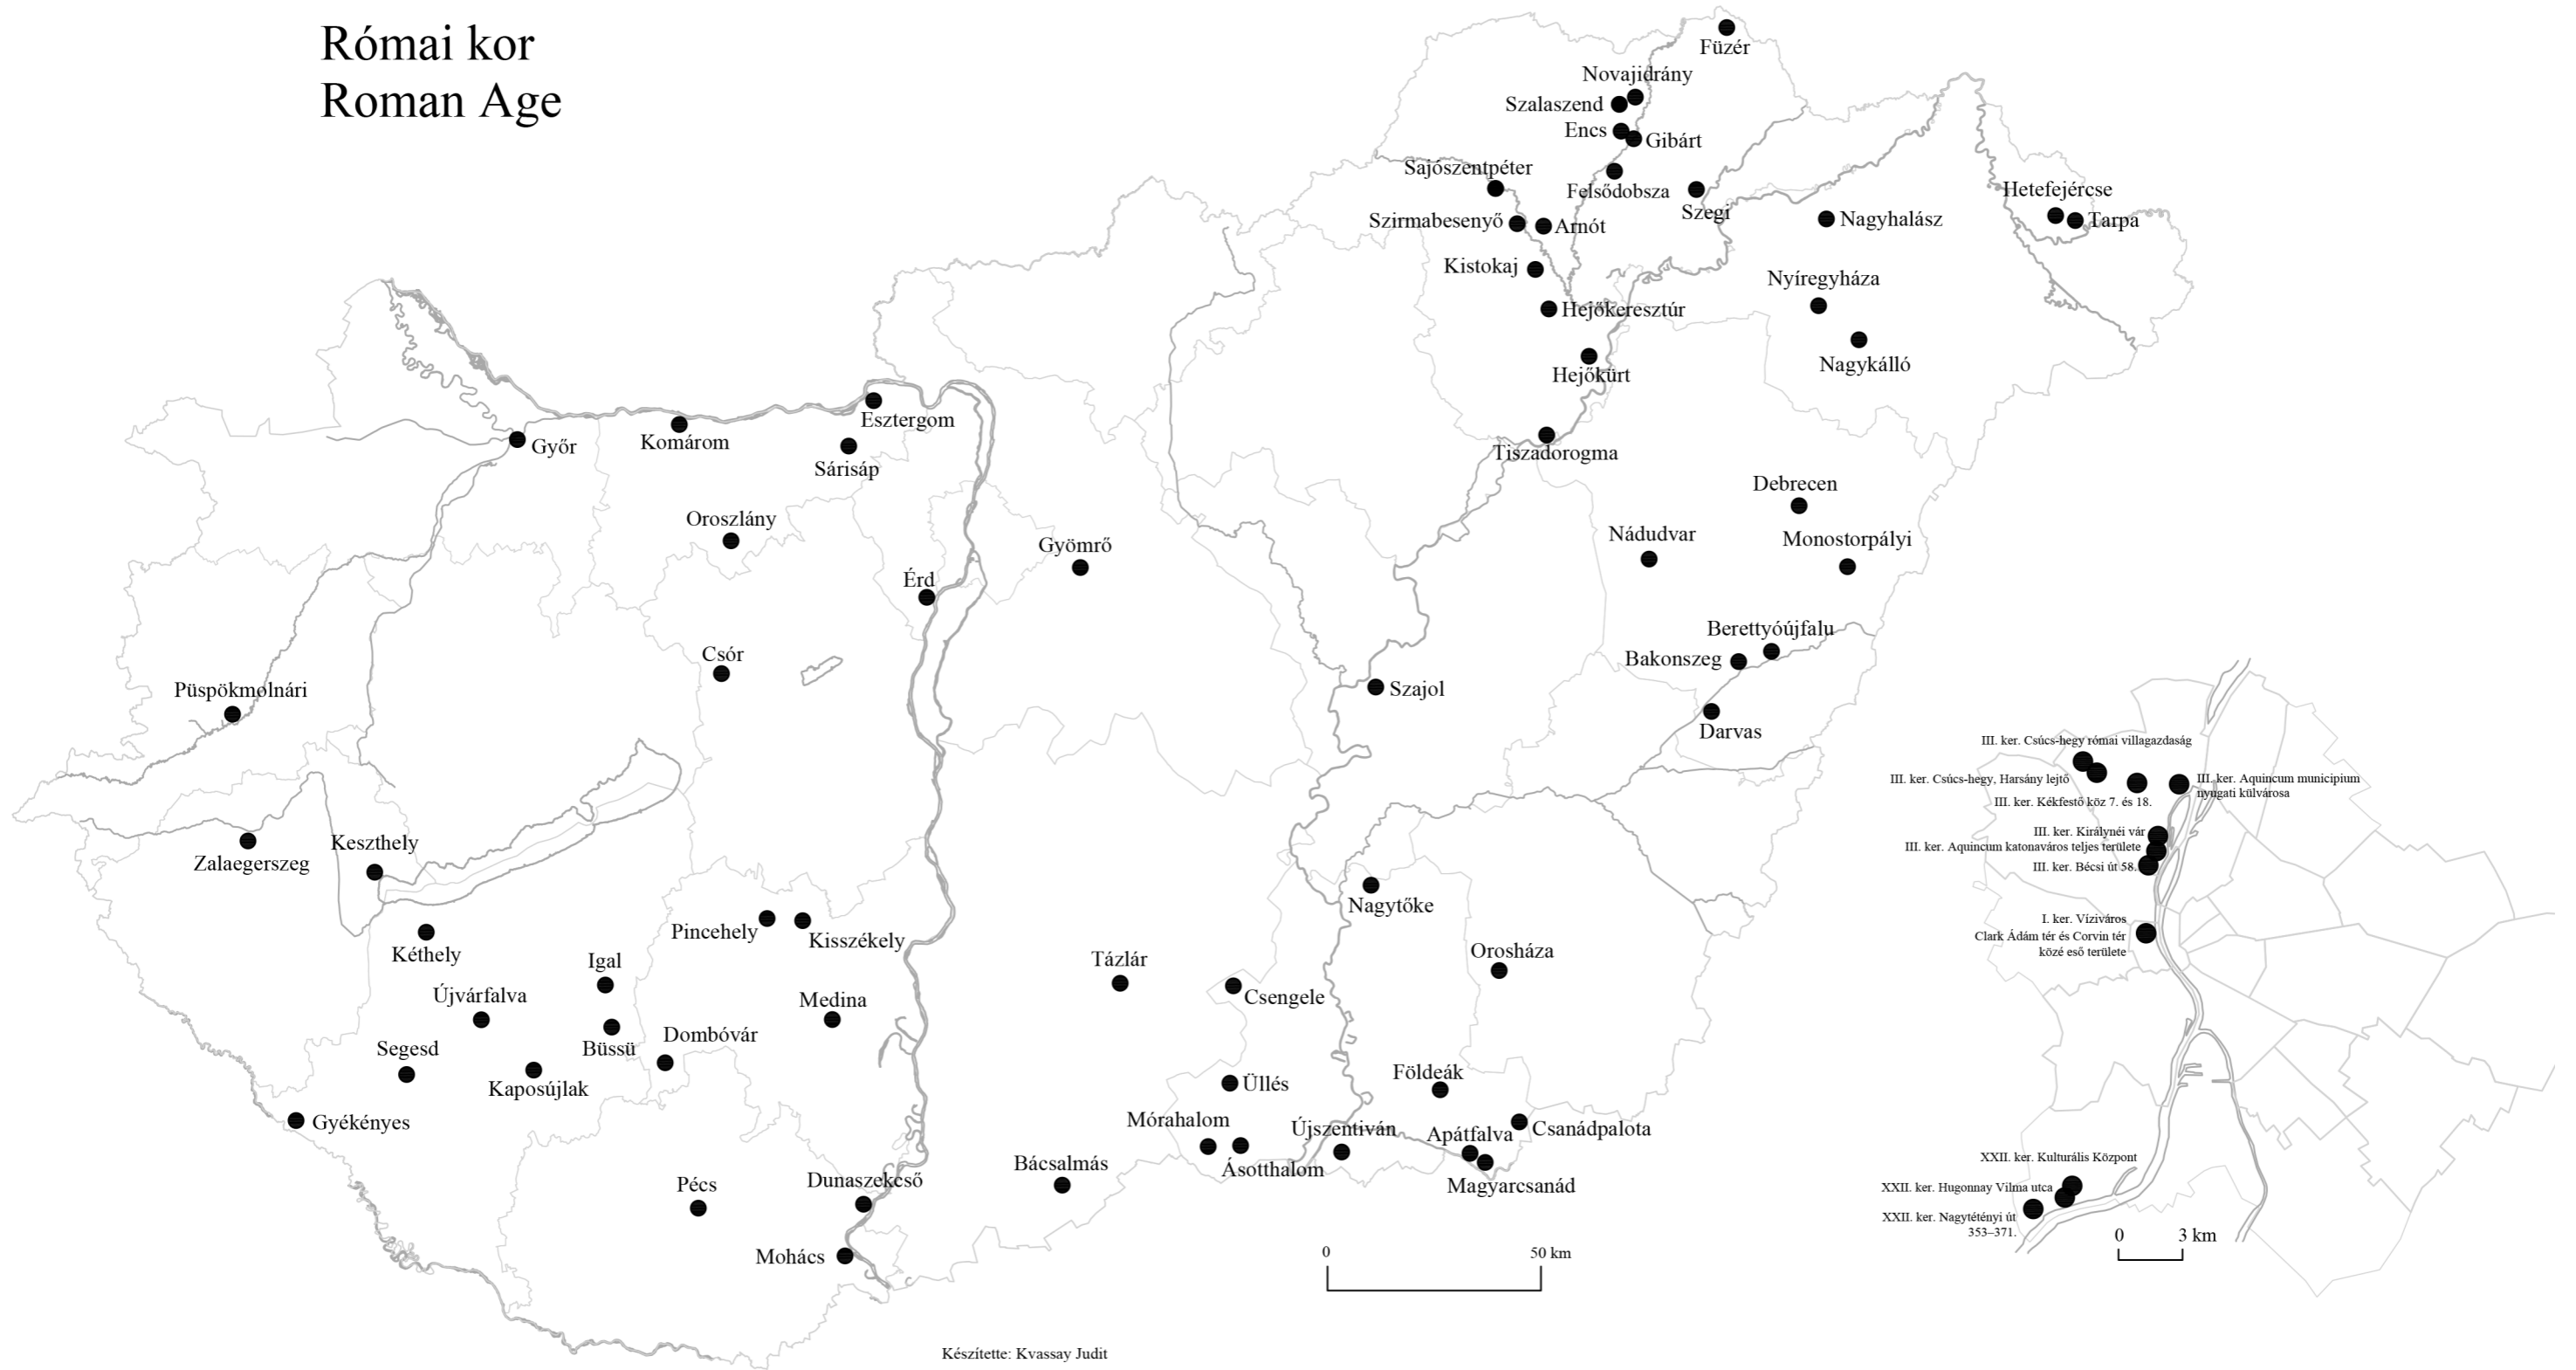 Római kor
Roman Age
Füzér
Novajidrány
Szalaszend
Encs
Gibárt
Sajószentpéter
Felsődobsza
Szegi
Hetefejércse
Tarpa
Szirmabesenyő
Arnót
Nagyhalász
Kistokaj
Nyíregyháza
Hejőkeresztúr
Nagykálló
Hejőkürt
Esztergom
Győr
Komárom
Sárisáp
Tiszadorogma
Debrecen
Oroszlány
Nádudvar
Monostorpályi
Gyömrő
Érd
Berettyóújfalu
Bakonszeg
Csór
Püspökmolnári
Szajol
Darvas
Zalaegerszeg
Keszthely
Nagytőke
Pincehely
Kisszékely
Kéthely
Igal
Tázlár
Orosháza
Csengele
Újvárfalva
Medina
Segesd
Büssü
Dombóvár
Kaposújlak
Földeák
Üllés
Gyékényes
Mórahalom
Újszentiván
Apátfalva
Csanádpalota
Ásotthalom
Bácsalmás
Magyarcsanád
Pécs
Dunaszekcső
Mohács
0 50 km
Készítette: Kvassay Judit
III. ker. Csúcs-hegy római villagazdaság
III. ker. Csúcs-hegy, Harsány lejtő
III. ker. Aquincum municipium
nyugati külvárosa
III. ker. Kékfestő köz 7. és 18.
III. ker. Királynéi vár
III. ker. Aquincum katonaváros teljes területe
III. ker. Bécsi út 58.
I. ker. Víziváros
Clark Ádám tér és Corvin tér
közé eső területe
XXII. ker. Kulturális Központ
XXII. ker. Hugonnay Vilma utca
XXII. ker. Nagytétényi út
353–371.
0 3 km